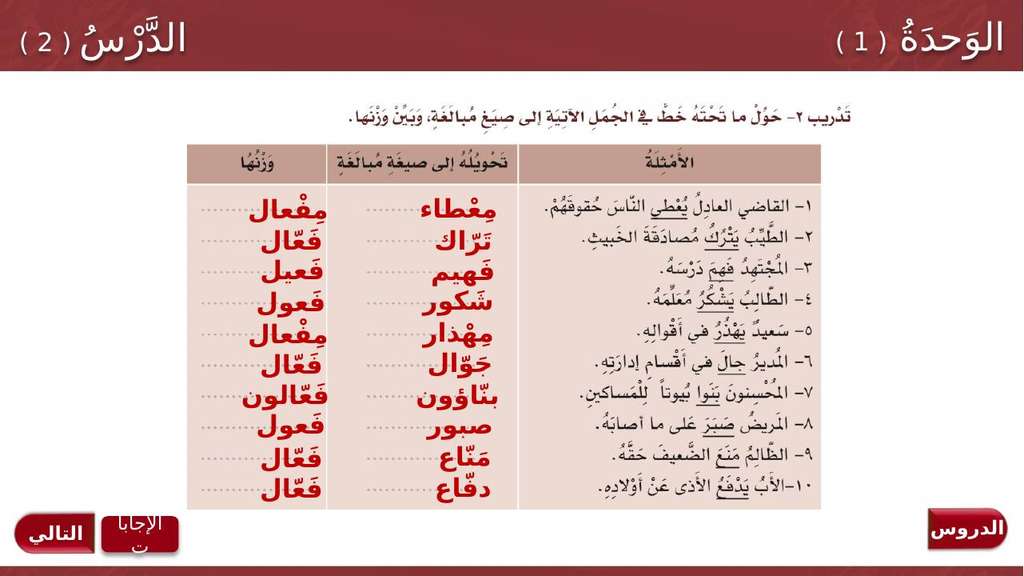 الوَحدَةُ ( 1 )
الدَّرْسُ ( 2 )
تَدْريب ٢- حَوِّلْ ما تَحْتَهُ خَطٌّ في الجُمَلِ الآتِيَةِ إلى صِيَغِ مُبالَغَةٍ، وَبَيِّنْ وَزْنَها.
الأَمْثِلَةُ تَحْويلُهُ إلى صيغَةِ مُبالَغَةٍ وَزْنُهُا
١- القاضي العادِلُ يُعْطي النّاسَ حُقوقَهُمْ. مِعْطاء مِفْعال
٢- الطَّيِّبُ يَتْرُكُ مُصادَقَةَ الخَبيثِ. تَرّاك فَعّال
٣- المُجْتَهِدُ فَهِمَ دَرْسَهُ. فَهيم فَعيل
٤- الطّالِبُ يَشْكُرُ مُعَلِّمَهُ. شَكور فَعول
٥- سَعيدٌ يَهْذُرُ في أَقْوالِهِ. مِهْذار مِفْعال
٦- المُديرُ جالَ في أَقْسامِ إدارَتِهِ. جَوّال فَعّال
٧- المُحْسِنونَ بَنَوا بُيوتاً لِلْمَساكينِ. بنّاؤون فَعّالون
٨- المَريضُ صَبَرَ عَلى ما أصابَهُ. صبور فَعول
٩- الظّالِمُ مَنَعَ الضَّعيفَ حَقَّهُ. مَنّاع فَعّال
١٠-الأَبُ يَدْفَعُ الأَذى عَنْ أَوْلادِهِ. دفّاع فَعّال
الدروس
الإجابا
ت
التالي